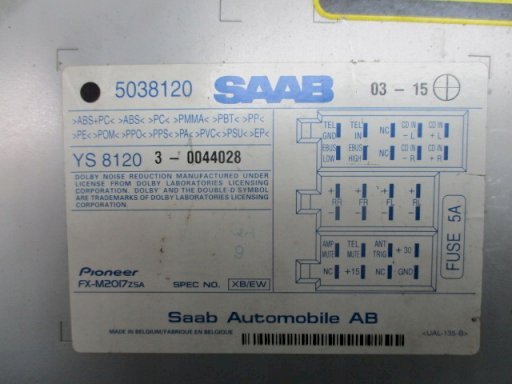 5038120 SAAB 03 - 15
>ABS+PC< >ABS< >PC< >PMMA< >PBT< >PP<
>PE< >POM< >PPO< >PPS< >PA< >PVC< >PSU< >EP<
YS 8120 3 - 0044028
DOLBY NOISE REDUCTION MANUFACTURED UNDER
LICENSE FROM DOLBY LABORATORIES LICENSING
CORPORATION. DOLBY AND THE DOUBLE-D SYMBOL
ARE TRADEMARKS OF DOLBY LABORATORIES LICENSING
CORPORATION.
TEL GND TEL IN NC CD IN - L CD IN + L
EBUS LOW EBUS HIGH NC CD IN - R CD IN + R
+ + + +
RR FR FL RL
- - - -
AMP MUTE TEL MUTE ANT TRIG +30
NC +15 NC GND
FUSE 5A
QA
9
Pioneer
FX-M2017ZSA SPEC NO. XB/EW
Saab Automobile AB
MADE IN BELGIUM/FABRIQUE EN BELGIQUE
<UAL-135-B>